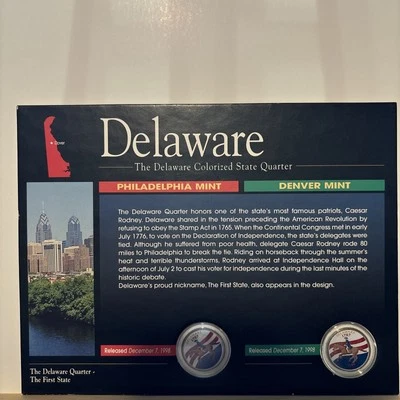 Delaware
The Delaware Colorized State Quarter
Dover
PHILADELPHIA MINT
DENVER MINT
The Delaware Quarter honors one of the state's most famous patriots, Caesar
Rodney. Delaware shared in the tension preceding the American Revolution by
refusing to obey the Stamp Act in 1765. When the Continental Congress met in early
July 1776, to vote on the Declaration of Independence, the state's delegates were
tied. Although he suffered from poor health, delegate Caesar Rodney rode 80
miles to Philadelphia to break the tie. Riding on horseback through the summer's
heat and terrible thunderstorms, Rodney arrived at Independence Hall on the
afternoon of July 2 to cast his voter for independence during the last minutes of the
historic debate.
Delaware's proud nickname, The First State, also appears in the design.
Released December 7, 1998
Released December 7, 1998
The Delaware Quarter -
The First State